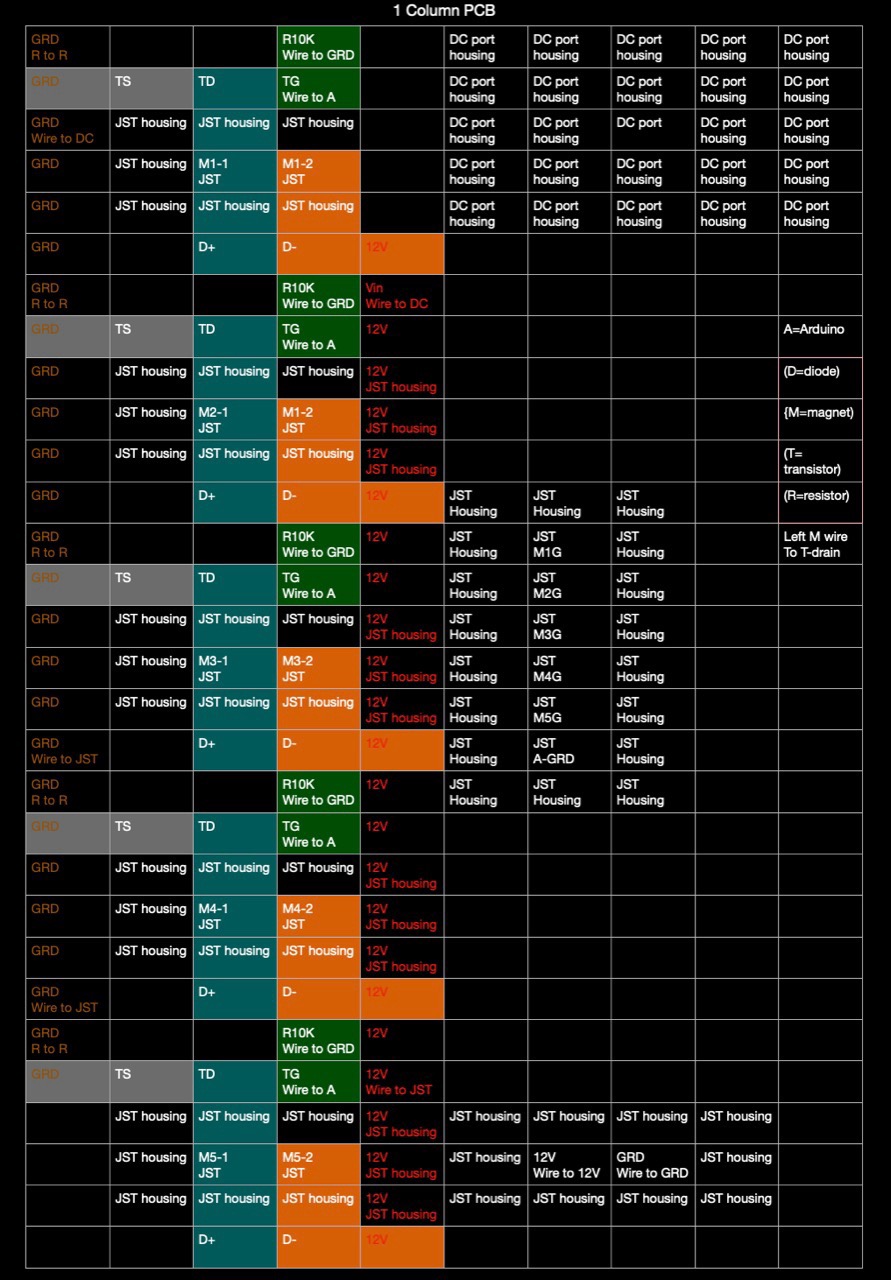 1 Column PCB
GRD R10K DC port DC port DC port DC port DC port
R to R Wire to GRD housing housing housing housing housing
GRD TS TD TG DC port DC port DC port DC port DC port
Wire to A housing housing housing housing housing
GRD JST housing JST housing JST housing DC port DC port DC port DC port DC port
Wire to DC housing housing housing housing
GRD JST housing M1-1 M1-2 DC port DC port DC port DC port DC port
JST JST housing housing housing housing housing
GRD JST housing JST housing JST housing DC port DC port DC port DC port DC port
housing housing housing housing housing
GRD D+ D- 12V
GRD R10K Vin
R to R Wire to GRD Wire to DC
GRD TS TD TG 12V A=Arduino
Wire to A
GRD JST housing JST housing JST housing 12V (D=diode)
JST housing
GRD JST housing M2-1 M1-2 12V {M=magnet)
JST JST JST housing
GRD JST housing JST housing JST housing 12V (T=
JST housing transistor)
GRD D+ D- 12V JST JST JST (R=resistor)
Housing Housing Housing
GRD R10K 12V JST JST JST Left M wire
R to R Wire to GRD Housing M1G Housing To T-drain
GRD TS TD TG 12V JST JST JST
Wire to A Housing M2G Housing
GRD JST housing JST housing JST housing 12V JST JST JST
JST housing Housing M3G Housing
GRD JST housing M3-1 M3-2 12V JST JST JST
JST JST JST housing Housing M4G Housing
GRD JST housing JST housing JST housing 12V JST JST JST
JST housing Housing M5G Housing
GRD D+ D- 12V JST JST JST
Wire to JST Housing A-GRD Housing
GRD R10K 12V JST JST JST
R to R Wire to GRD Housing Housing Housing
GRD TS TD TG 12V
Wire to A
GRD JST housing JST housing JST housing 12V
JST housing
GRD JST housing M4-1 M4-2 12V
JST JST JST housing
GRD JST housing JST housing JST housing 12V
JST housing
GRD D+ D- 12V
Wire to JST
GRD R10K 12V
R to R Wire to GRD
GRD TS TD TG 12V
Wire to A Wire to JST
JST housing JST housing JST housing 12V JST housing JST housing JST housing JST housing
JST housing
JST housing M5-1 M5-2 12V JST housing 12V GRD JST housing
JST JST JST housing Wire to 12V Wire to GRD
JST housing JST housing JST housing 12V JST housing JST housing JST housing JST housing
JST housing
D+ D- 12V